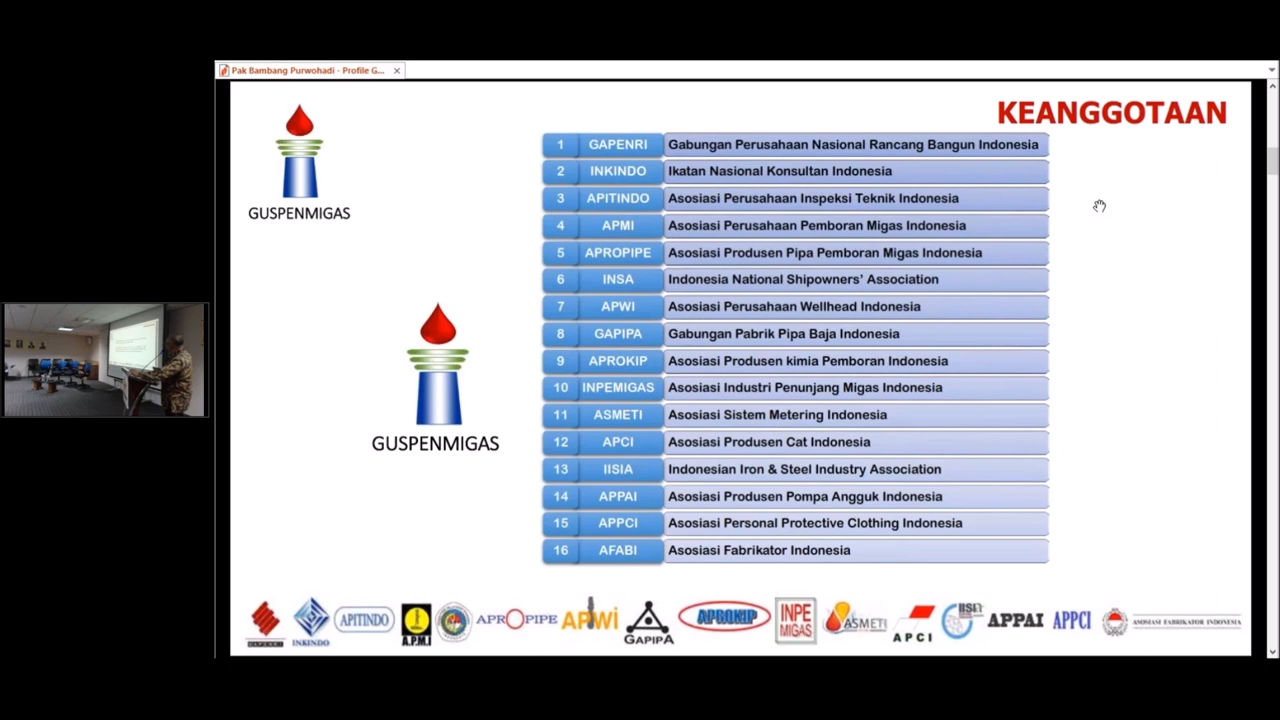 Pak Bambang Purwohadi - Profile G...
KEANGGOTAAN
GUSPENMIGAS
GUSPENMIGAS
1 GAPENRI Gabungan Perusahaan Nasional Rancang Bangun Indonesia
2 INKINDO Ikatan Nasional Konsultan Indonesia
3 APITINDO Asosiasi Perusahaan Inspeksi Teknik Indonesia
4 APMI Asosiasi Perusahaan Pemboran Migas Indonesia
5 APROPIPE Asosiasi Produsen Pipa Pemboran Migas Indonesia
6 INSA Indonesia National Shipowners’ Association
7 APWI Asosiasi Perusahaan Wellhead Indonesia
8 GAPIPA Gabungan Pabrik Pipa Baja Indonesia
9 APROKIP Asosiasi Produsen kimia Pemboran Indonesia
10 INPEMIGAS Asosiasi Industri Penunjang Migas Indonesia
11 ASMETI Asosiasi Sistem Metering Indonesia
12 APCI Asosiasi Produsen Cat Indonesia
13 IISIA Indonesian Iron & Steel Industry Association
14 APPAI Asosiasi Produsen Pompa Angguk Indonesia
15 APPCI Asosiasi Personal Protective Clothing Indonesia
16 AFABI Asosiasi Fabrikator Indonesia
GAPENRI
INKINDO
APITINDO
A.P.M.I
APROPIPE
APWi
GAPIPA
APROKIP
INPE
MIGAS
ASMETI
APCI
IISIA
APPAI
APPCI
ASOSIASI FABRIKATOR INDONESIA